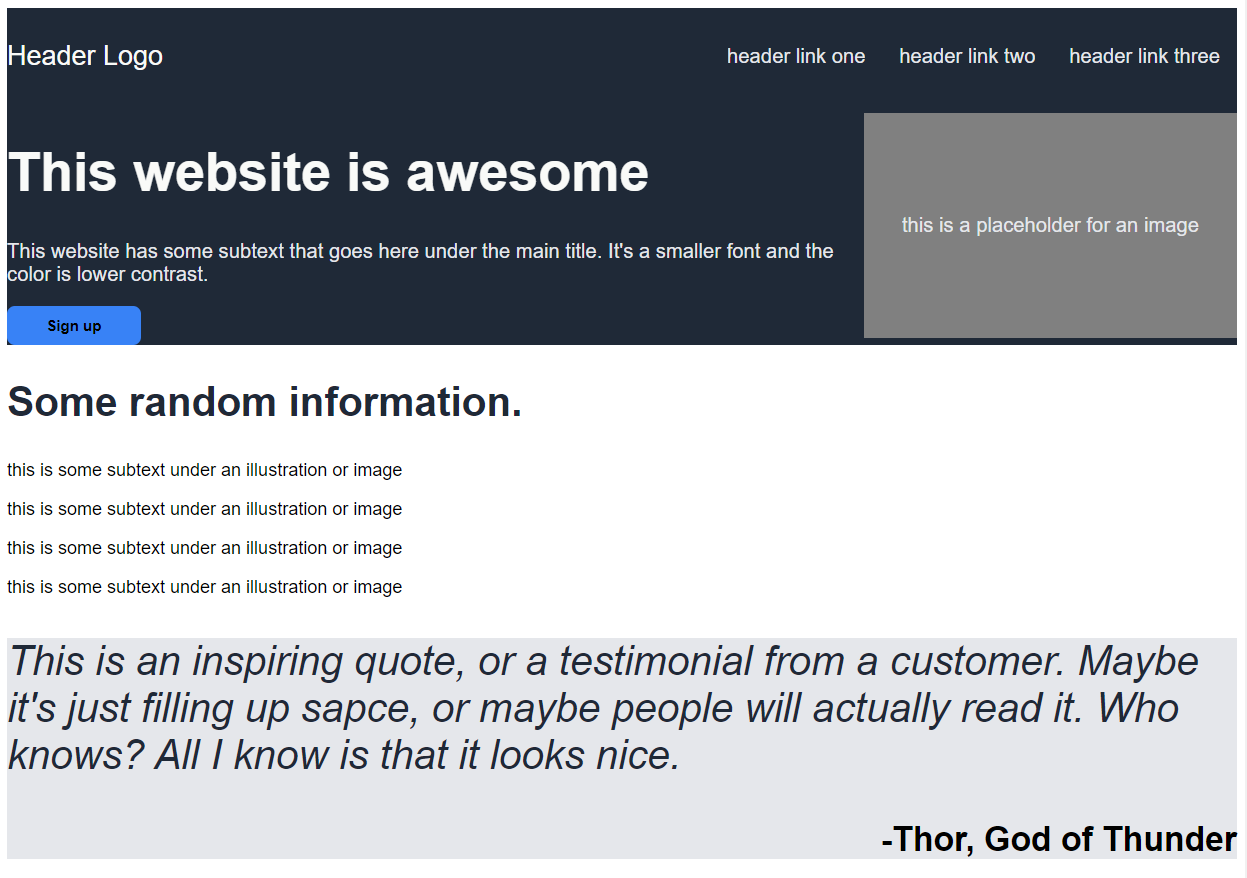 Header Logo
header link one header link two header link three
This website is awesome
this is a placeholder for an image
This website has some subtext that goes here under the main title. It's a smaller font and the
color is lower contrast.
Sign up
Some random information.
this is some subtext under an illustration or image
this is some subtext under an illustration or image
this is some subtext under an illustration or image
this is some subtext under an illustration or image
This is an inspiring quote, or a testimonial from a customer. Maybe
it's just filling up sapce, or maybe people will actually read it. Who
knows? All I know is that it looks nice.
-Thor, God of Thunder